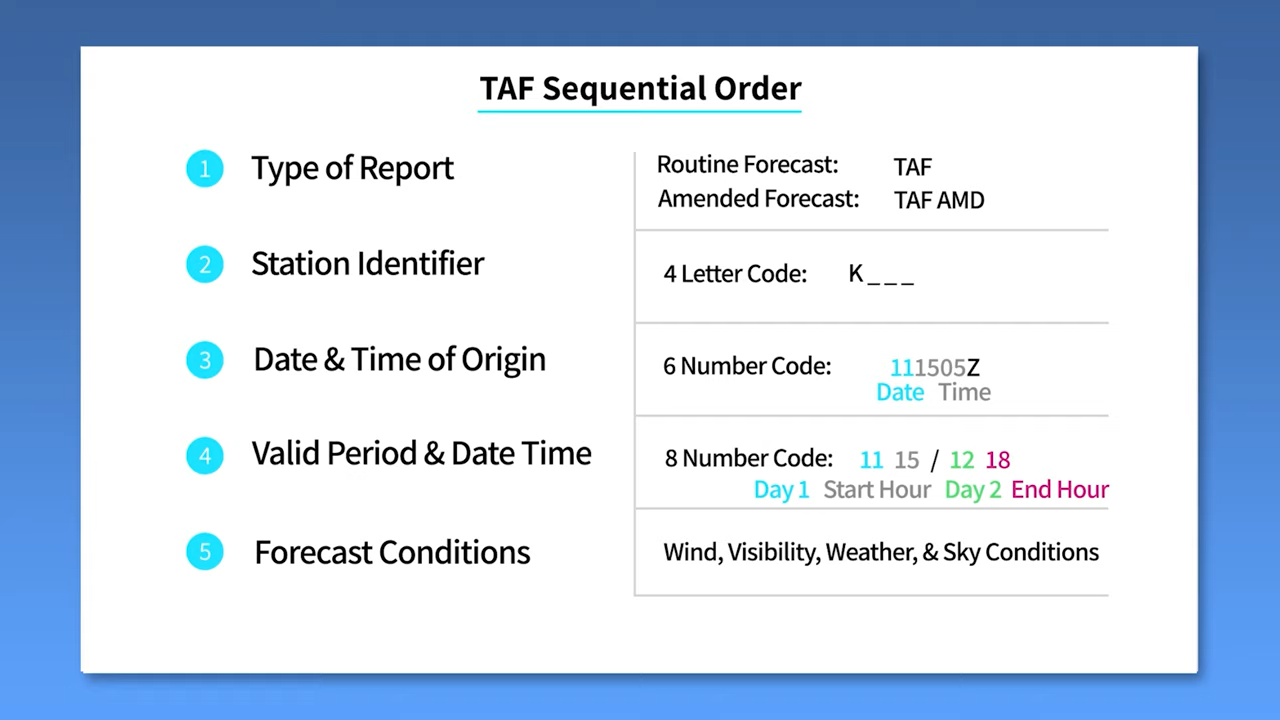 TAF Sequential Order
1 Type of Report
Routine Forecast: TAF
Amended Forecast: TAF AMD
2 Station Identifier
4 Letter Code: K _ _ _
3 Date & Time of Origin
6 Number Code: 111505Z
Date Time
4 Valid Period & Date Time
8 Number Code: 11 15 / 12 18
Day 1 Start Hour Day 2 End Hour
5 Forecast Conditions
Wind, Visibility, Weather, & Sky Conditions